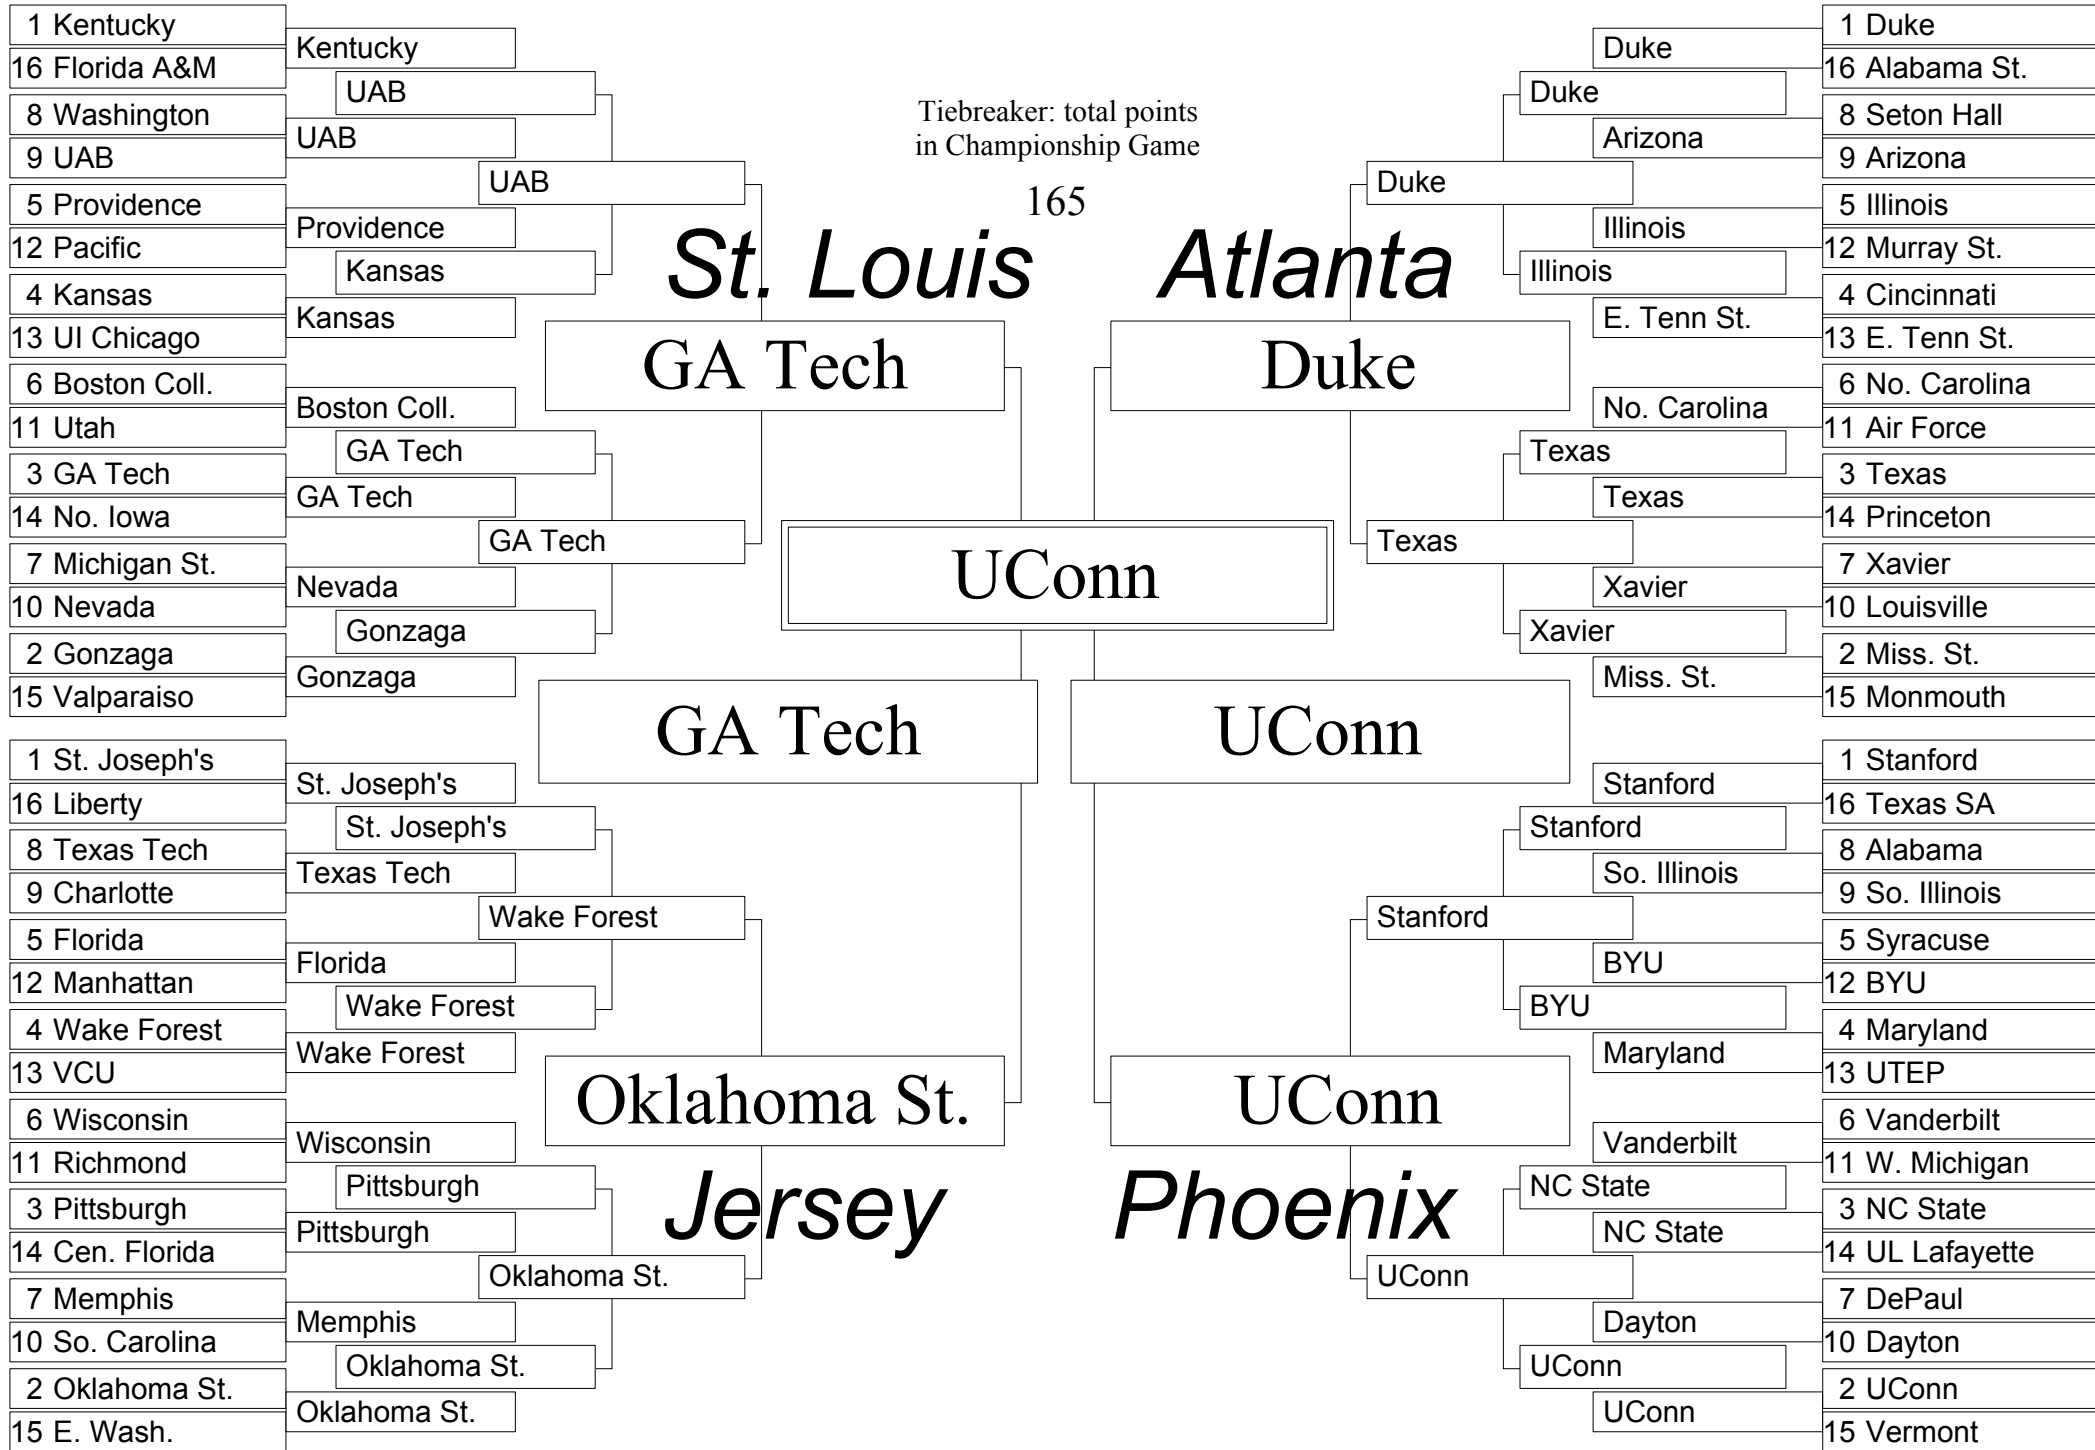 1 Kentucky
16 Florida A&M
8 Washington
9 UAB
5 Providence
12 Pacific
4 Kansas
13 UI Chicago
6 Boston Coll.
11 Utah
3 GA Tech
14 No. Iowa
7 Michigan St.
10 Nevada
2 Gonzaga
15 Valparaiso
1 St. Joseph's
16 Liberty
8 Texas Tech
9 Charlotte
5 Florida
12 Manhattan
4 Wake Forest
13 VCU
6 Wisconsin
11 Richmond
3 Pittsburgh
14 Cen. Florida
7 Memphis
10 So. Carolina
2 Oklahoma St.
15 E. Wash.
Kentucky
UAB
Providence
Kansas
Boston Coll.
GA Tech
Nevada
Gonzaga
St. Joseph's
Texas Tech
Florida
Wake Forest
Wisconsin
Pittsburgh
Memphis
Oklahoma St.
UAB
Kansas
GA Tech
Gonzaga
St. Joseph's
Wake Forest
Pittsburgh
Oklahoma St.
UAB
GA Tech
Wake Forest
Oklahoma St.
Tiebreaker: total points
in Championship Game
165
St. Louis
Atlanta
GA Tech
Duke
UConn
GA Tech
UConn
Oklahoma St.
UConn
Jersey
Phoenix
Duke
Texas
Stanford
UConn
Duke
Illinois
Texas
Xavier
Stanford
BYU
NC State
UConn
Duke
Arizona
Illinois
E. Tenn St.
No. Carolina
Texas
Xavier
Miss. St.
Stanford
So. Illinois
BYU
Maryland
Vanderbilt
NC State
Dayton
UConn
1 Duke
16 Alabama St.
8 Seton Hall
9 Arizona
5 Illinois
12 Murray St.
4 Cincinnati
13 E. Tenn St.
6 No. Carolina
11 Air Force
3 Texas
14 Princeton
7 Xavier
10 Louisville
2 Miss. St.
15 Monmouth
1 Stanford
16 Texas SA
8 Alabama
9 So. Illinois
5 Syracuse
12 BYU
4 Maryland
13 UTEP
6 Vanderbilt
11 W. Michigan
3 NC State
14 UL Lafayette
7 DePaul
10 Dayton
2 UConn
15 Vermont